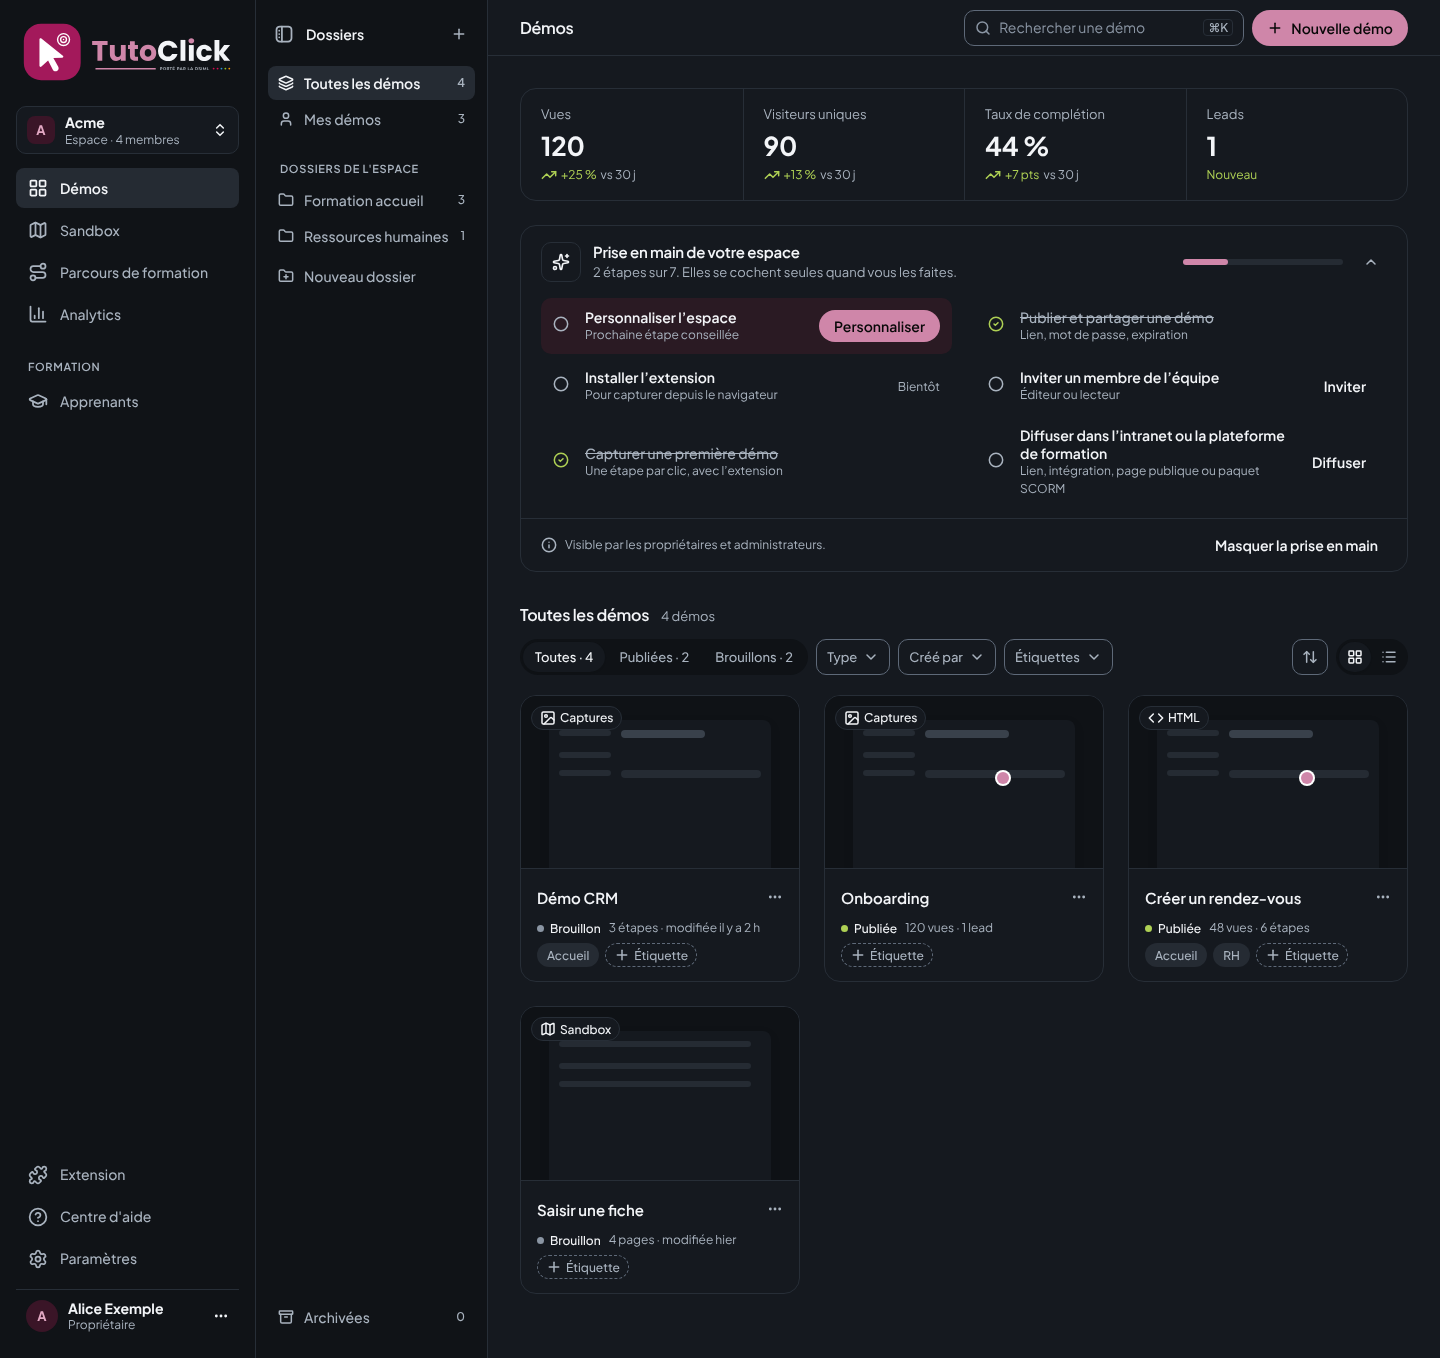 TutoClick
PORTÉ PAR LA DSIML
A
Acme
Espace · 4 membres
Démos
Sandbox
Parcours de formation
Analytics
FORMATION
Apprenants
Extension
Centre d'aide
Paramètres
A
Alice Exemple
Propriétaire
Dossiers
Toutes les démos 4
Mes démos 3
DOSSIERS DE L'ESPACE
Formation accueil 3
Ressources humaines 1
Nouveau dossier
Archivées 0
Démos
Rechercher une démo ⌘K
Nouvelle démo
Vues
120
+25 % vs 30 j
Visiteurs uniques
90
+13 % vs 30 j
Taux de complétion
44 %
+7 pts vs 30 j
Leads
1
Nouveau
Prise en main de votre espace
2 étapes sur 7. Elles se cochent seules quand vous les faites.
Personnaliser l’espace
Prochaine étape conseillée
Personnaliser
Publier et partager une démo
Lien, mot de passe, expiration
Installer l’extension
Pour capturer depuis le navigateur
Bientôt
Inviter un membre de l’équipe
Éditeur ou lecteur
Inviter
Capturer une première démo
Une étape par clic, avec l’extension
Diffuser dans l’intranet ou la plateforme
de formation
Lien, intégration, page publique ou paquet
SCORM
Diffuser
Visible par les propriétaires et administrateurs.
Masquer la prise en main
Toutes les démos 4 démos
Toutes · 4 Publiées · 2 Brouillons · 2 Type Créé par Étiquettes
Captures
Démo CRM
Brouillon 3 étapes · modifiée il y a 2 h
Accueil + Étiquette
Captures
Onboarding
Publiée 120 vues · 1 lead
+ Étiquette
HTML
Créer un rendez-vous
Publiée 48 vues · 6 étapes
Accueil RH + Étiquette
Sandbox
Saisir une fiche
Brouillon 4 pages · modifiée hier
+ Étiquette